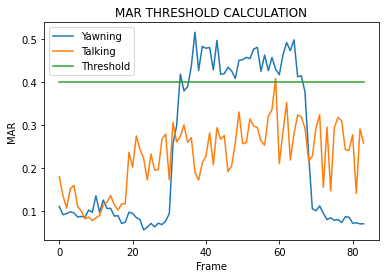 MAR THRESHOLD CALCULATION
Yawning
Talking
Threshold
MAR
0.5
0.4
0.3
0.2
0.1
0 20 40 60 80
Frame